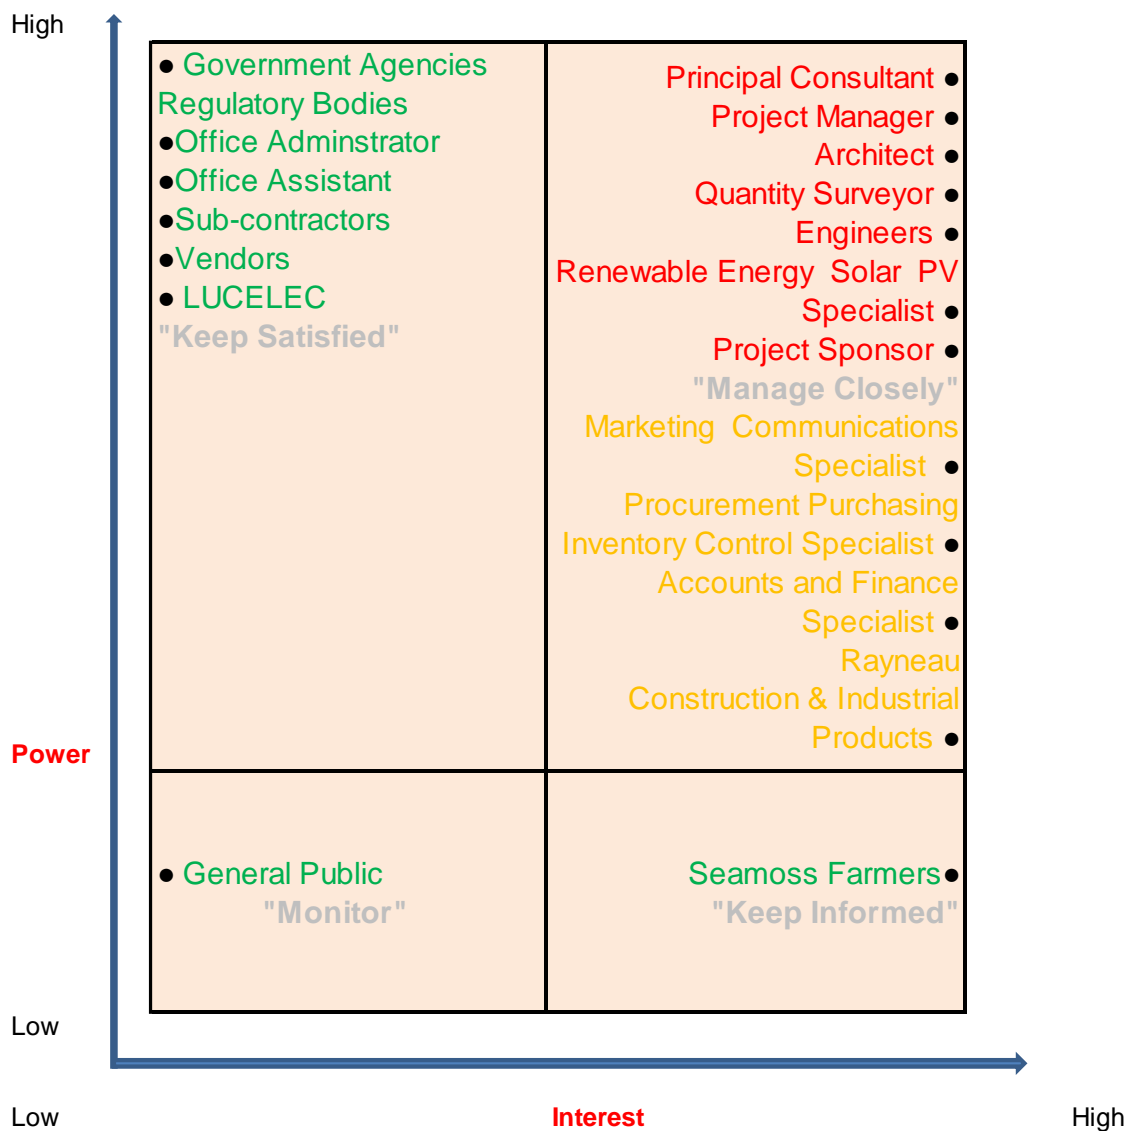 High
● Government Agencies
Regulatory Bodies
●Office Adminstrator
●Office Assistant
●Sub-contractors
●Vendors
● LUCELEC
"Keep Satisfied"
Principal Consultant ●
Project Manager ●
Architect ●
Quantity Surveyor ●
Engineers ●
Renewable Energy Solar PV
Specialist ●
Project Sponsor ●
"Manage Closely"
Marketing Communications
Specialist ●
Procurement Purchasing
Inventory Control Specialist ●
Accounts and Finance
Specialist ●
Rayneau
Construction & Industrial
Products ●
Power
● General Public
"Monitor"
Seamoss Farmers●
"Keep Informed"
Low
Low
Interest
High